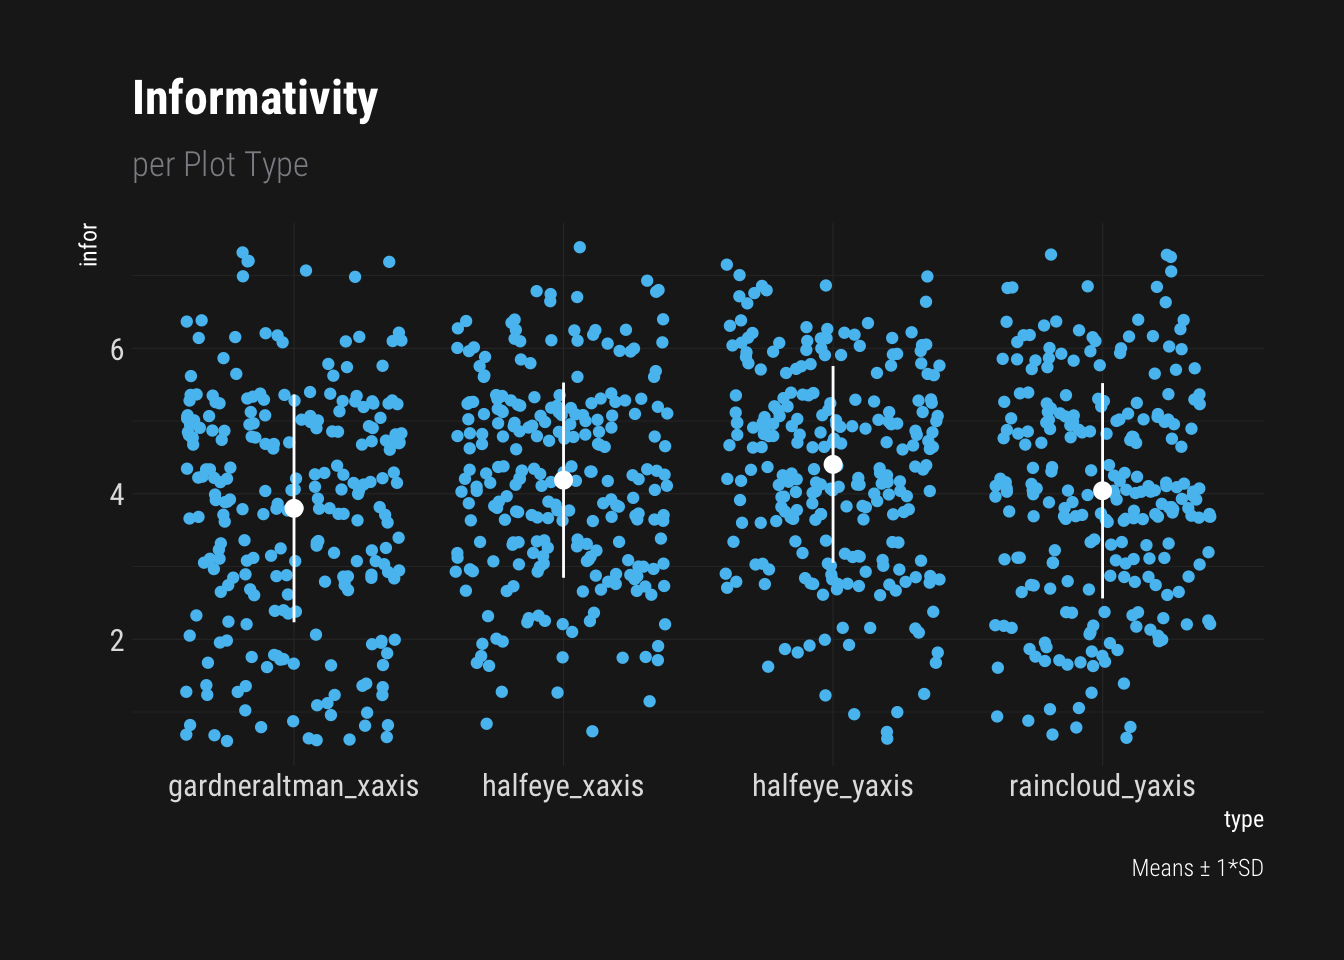 Informativity
per Plot Type
infor
6
4
2
gardneraltman_xaxis halfeye_xaxis halfeye_yaxis raincloud_yaxis
type
Means ± 1*SD